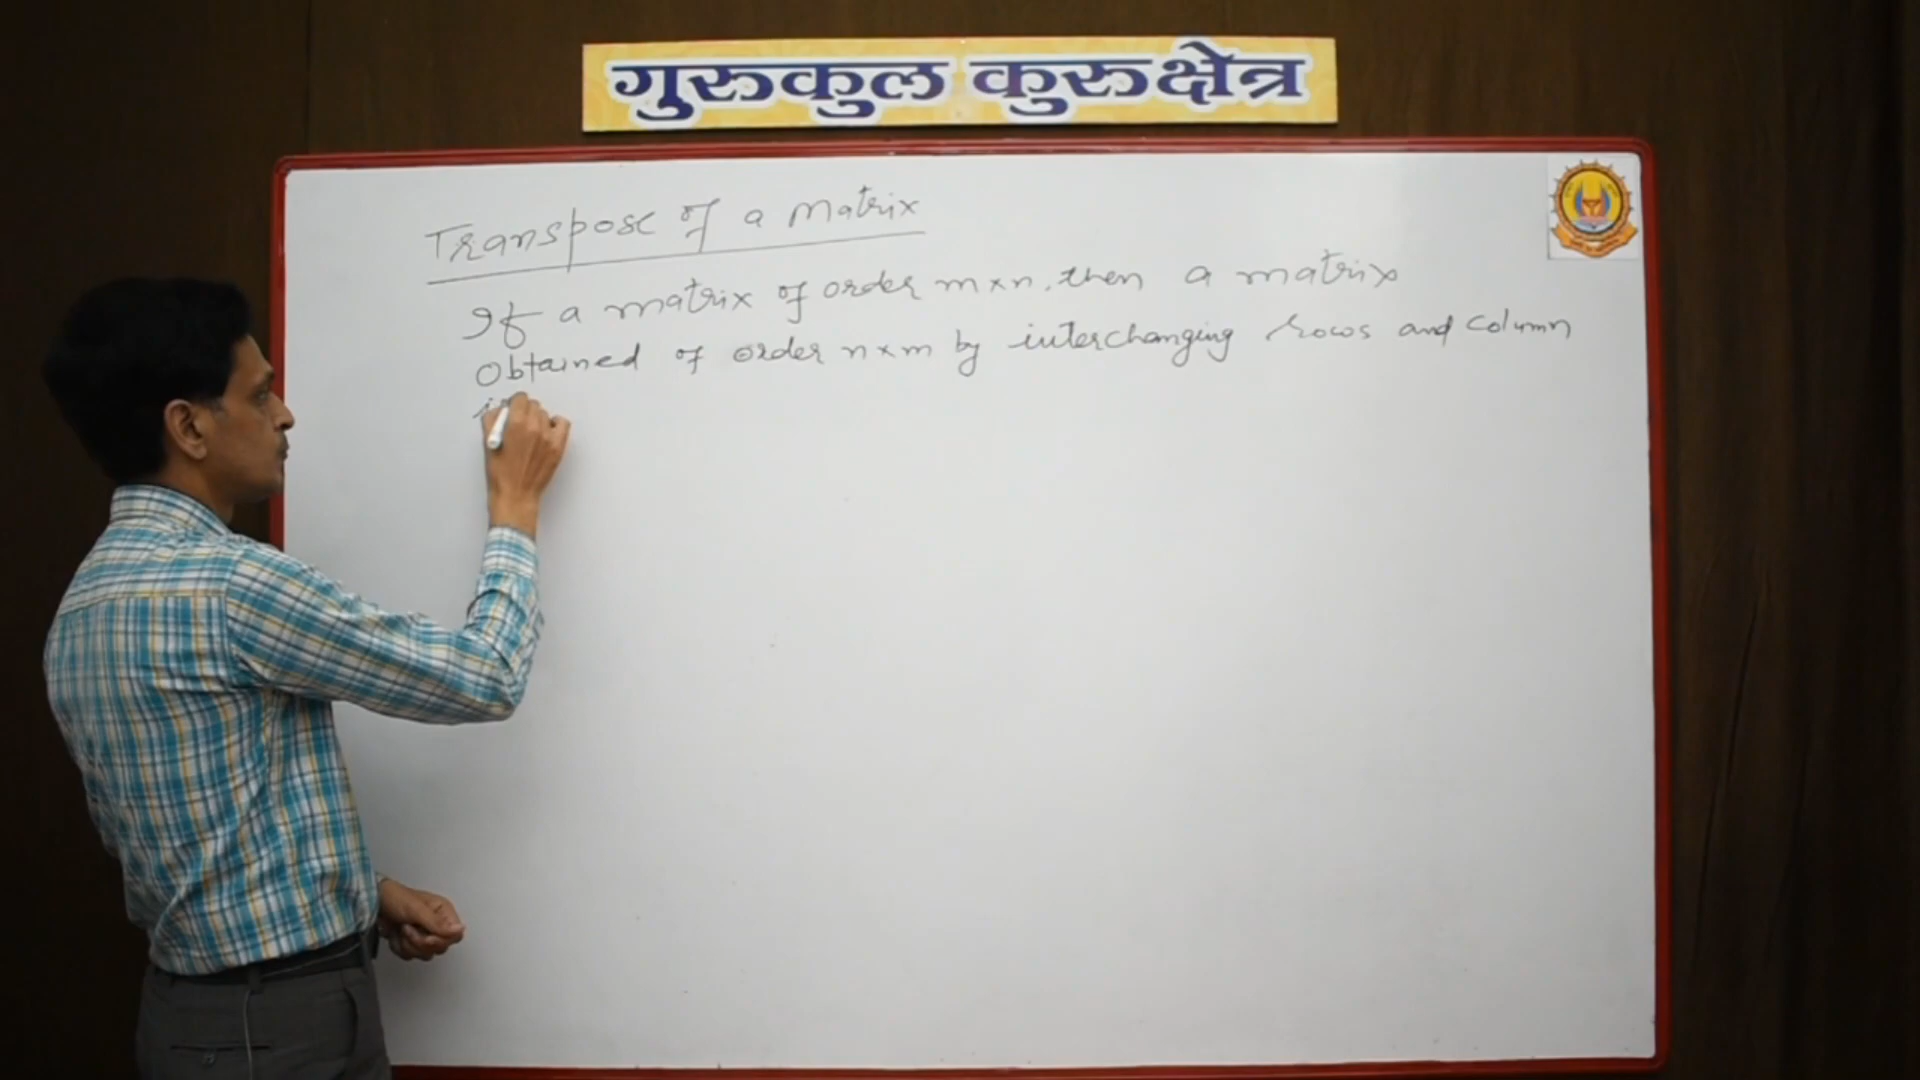 गुरुकुल कुरुक्षेत्र
Transpose of a Matrix
If a matrix of order m×n, then a matrix
Obtained of order n×m by interchanging rows and column